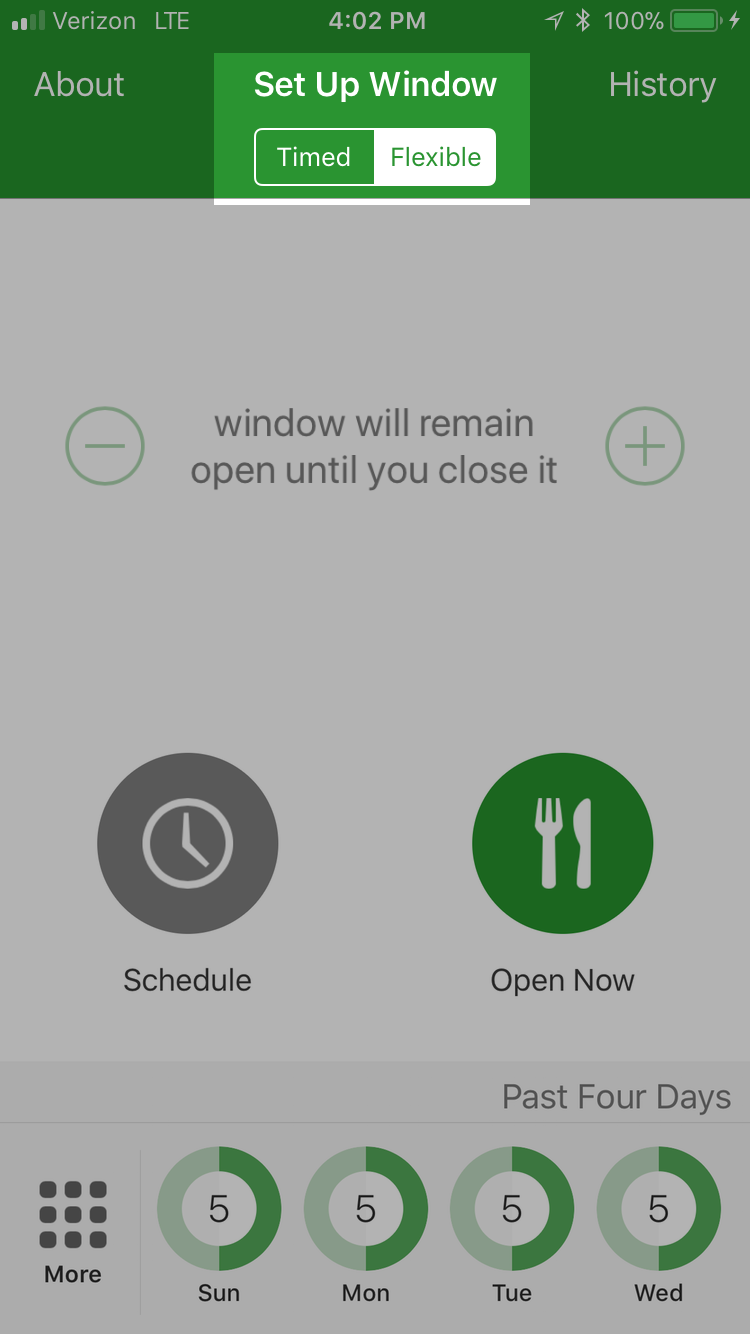 Verizon LTE 4:02 PM 100%
About Set Up Window History
Timed Flexible
window will remain
open until you close it
Schedule Open Now
Past Four Days
5 5 5 5
More
Sun Mon Tue Wed